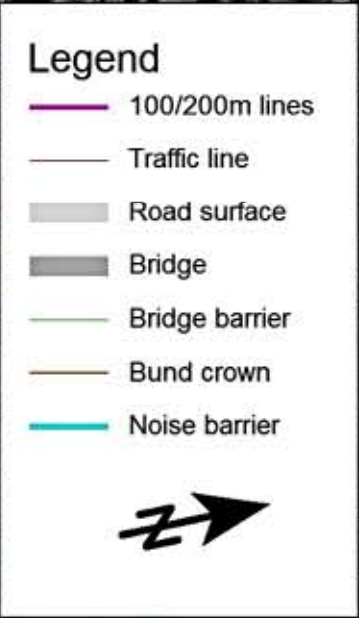 Legend
100/200m lines
Traffic line
Road surface
Bridge
Bridge barrier
Bund crown
Noise barrier
Z